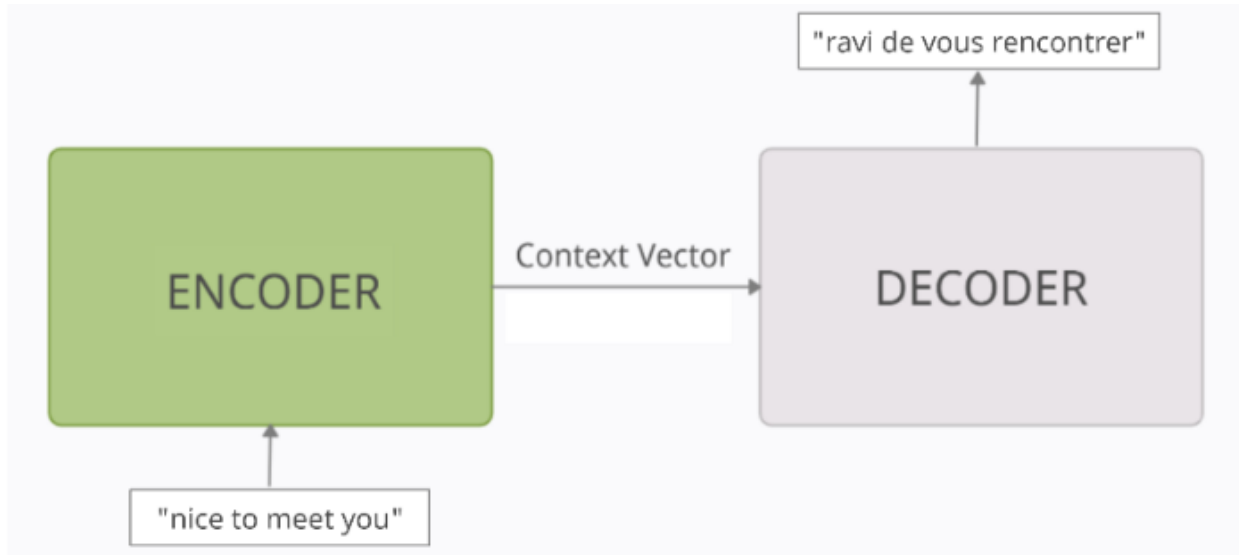 "ravi de vous rencontrer"
ENCODER
Context Vector
DECODER
"nice to meet you"